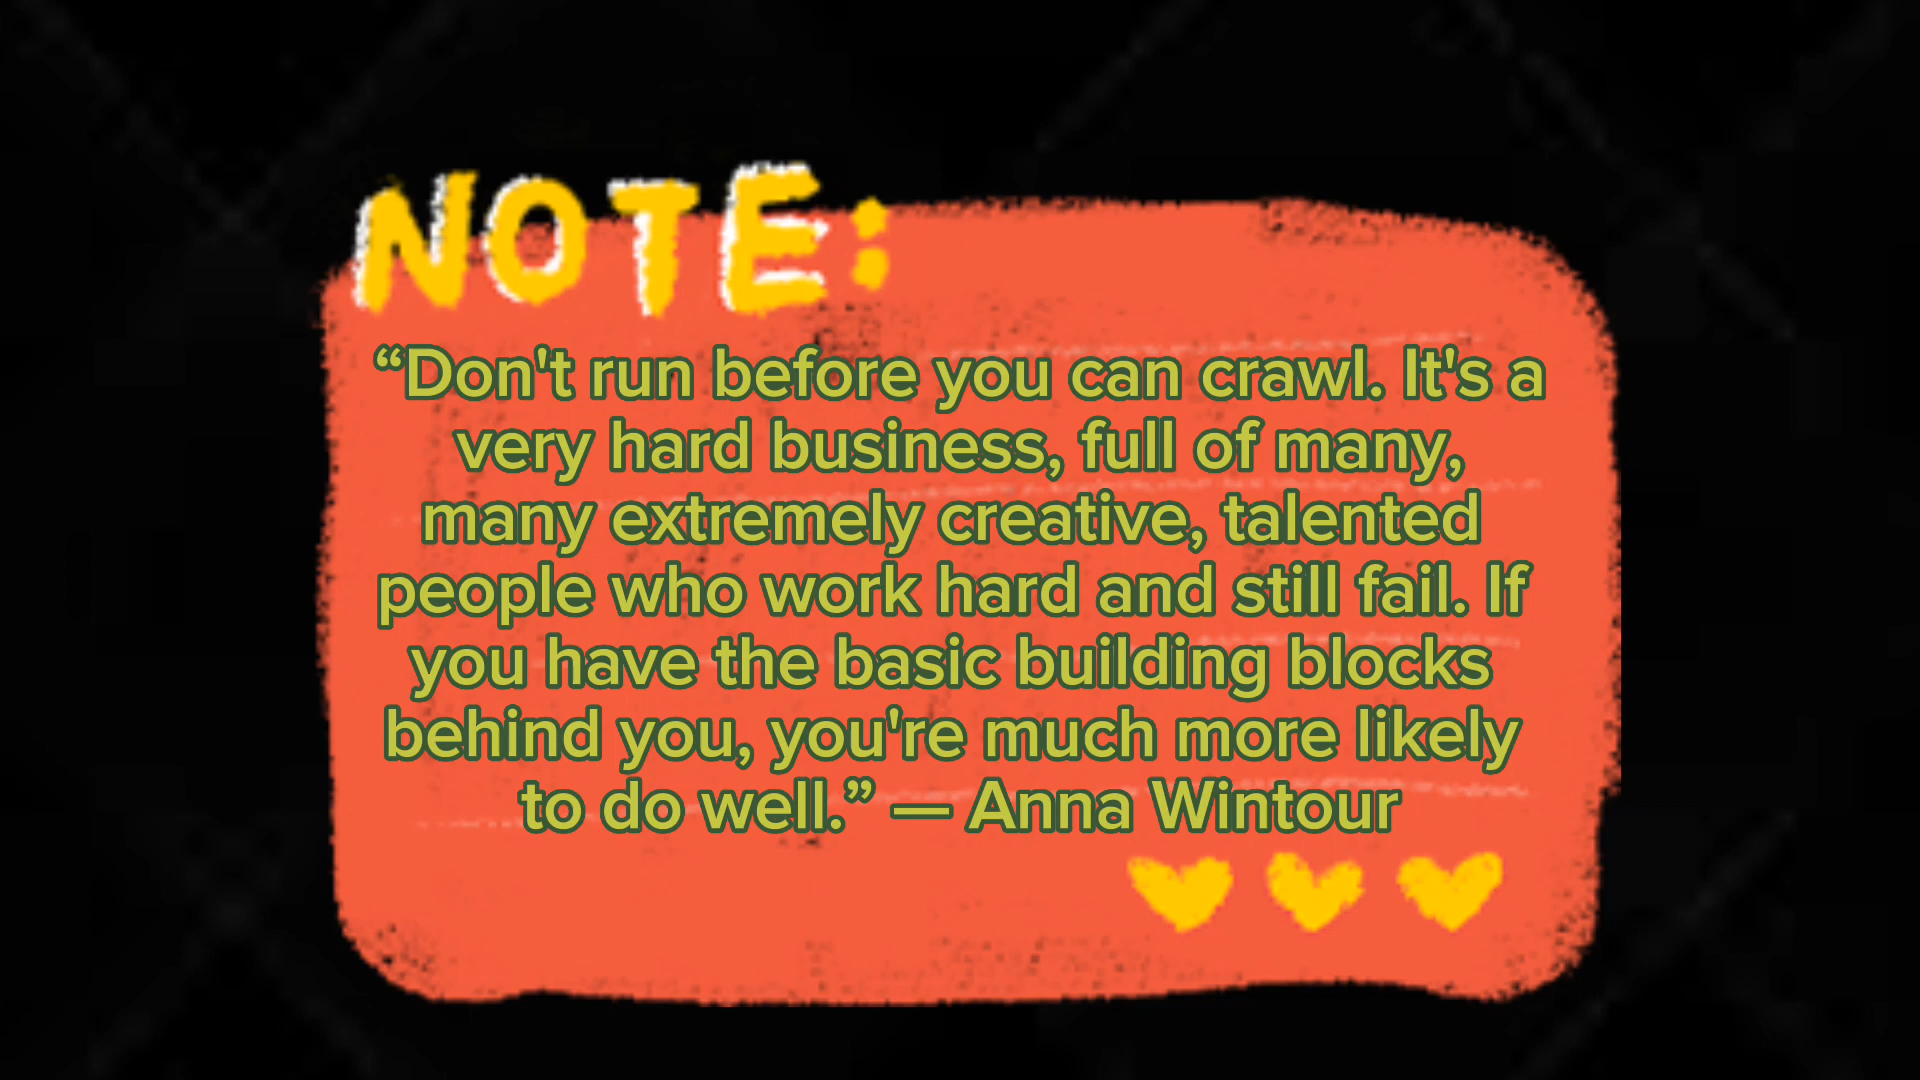 NOTE:
“Don't run before you can crawl. It's a
very hard business, full of many,
many extremely creative, talented
people who work hard and still fail. If
you have the basic building blocks
behind you, you're much more likely
to do well.” — Anna Wintour